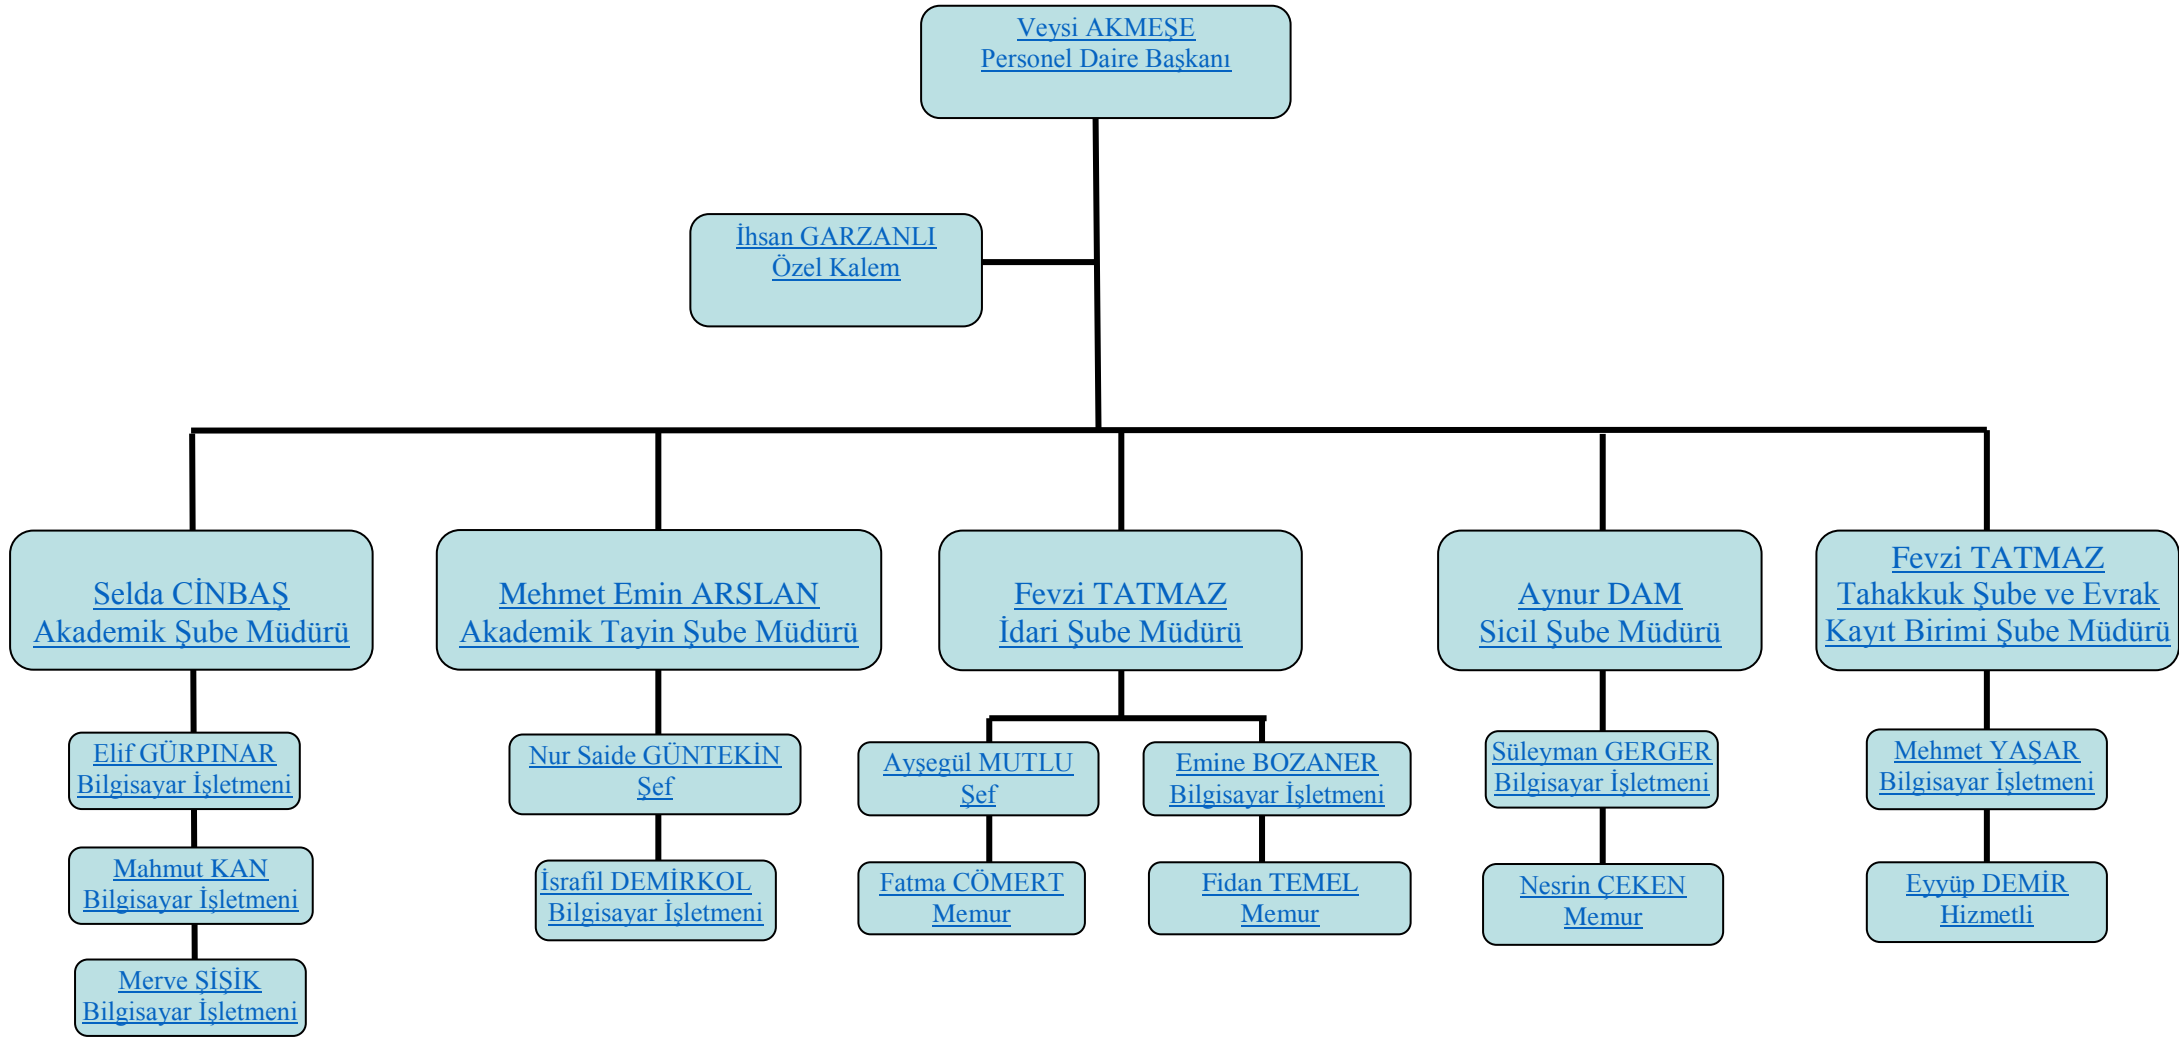 Veysi AKMEŞE
Personel Daire Başkanı
İhsan GARZANLI
Özel Kalem
Selda CİNBAŞ
Akademik Şube Müdürü
Mehmet Emin ARSLAN
Akademik Tayin Şube Müdürü
Fevzi TATMAZ
İdari Şube Müdürü
Aynur DAM
Sicil Şube Müdürü
Fevzi TATMAZ
Tahakkuk Şube ve Evrak
Kayıt Birimi Şube Müdürü
Elif GÜRPINAR
Bilgisayar İşletmeni
Nur Saide GÜNTEKİN
Şef
Ayşegül MUTLU
Şef
Emine BOZANER
Bilgisayar İşletmeni
Süleyman GERGER
Bilgisayar İşletmeni
Mehmet YAŞAR
Bilgisayar İşletmeni
Mahmut KAN
Bilgisayar İşletmeni
İsrafil DEMİRKOL
Bilgisayar İşletmeni
Fatma CÖMERT
Memur
Fidan TEMEL
Memur
Nesrin ÇEKEN
Memur
Eyyüp DEMİR
Hizmetli
Merve ŞİŞİK
Bilgisayar İşletmeni